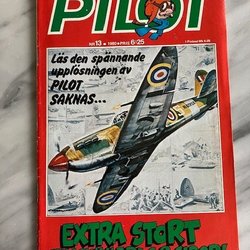 PILOT
NR 13 • 1980 • PRIS 6:25
Läs den spännande
upplösningen av
PILOT
SAKNAS...
EXTRA STORT